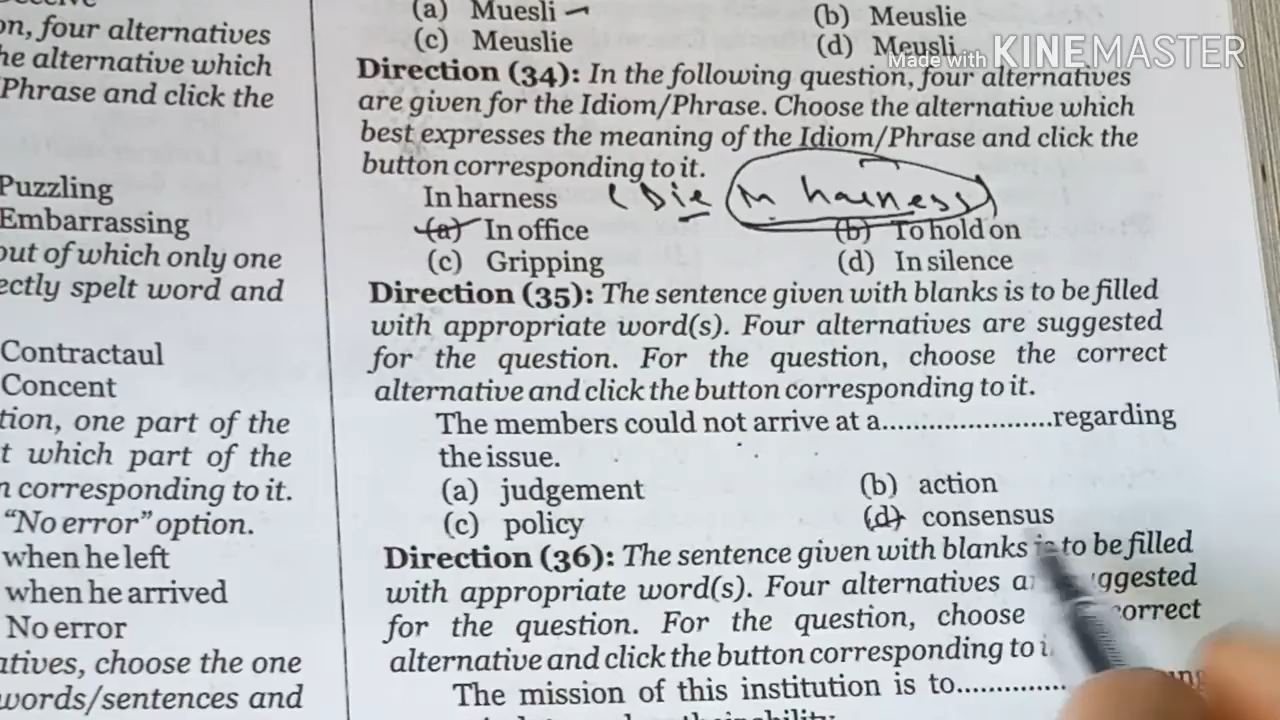 on, four alternatives
he alternative which
Phrase and click the
Puzzling
Embarrassing
out of which only one
ectly spelt word and
Contractaul
Concent
tion, one part of the
t which part of the
n corresponding to it.
"No error" option.
when he left
when he arrived
No error
atives, choose the one
words/sentences and
(a) Muesli (b) Meuslie
(c) Meuslie (d) Meusli
Made with KINEMASTER
Direction (34): In the following question, four alternatives
are given for the Idiom/Phrase. Choose the alternative which
best expresses the meaning of the Idiom/Phrase and click the
button corresponding to it.
In harness (Die in harness)
(a) In office (b) To hold on
(c) Gripping (d) In silence
Direction (35): The sentence given with blanks is to be filled
with appropriate word(s). Four alternatives are suggested
for the question. For the question, choose the correct
alternative and click the button corresponding to it.
The members could not arrive at a.....................regarding
the issue.
(a) judgement (b) action
(c) policy (d) consensus
Direction (36): The sentence given with blanks is to be filled
with appropriate word(s). Four alternatives a uggested
for the question. For the question, choose correct
alternative and click the button corresponding to i
The mission of this institution is to..............